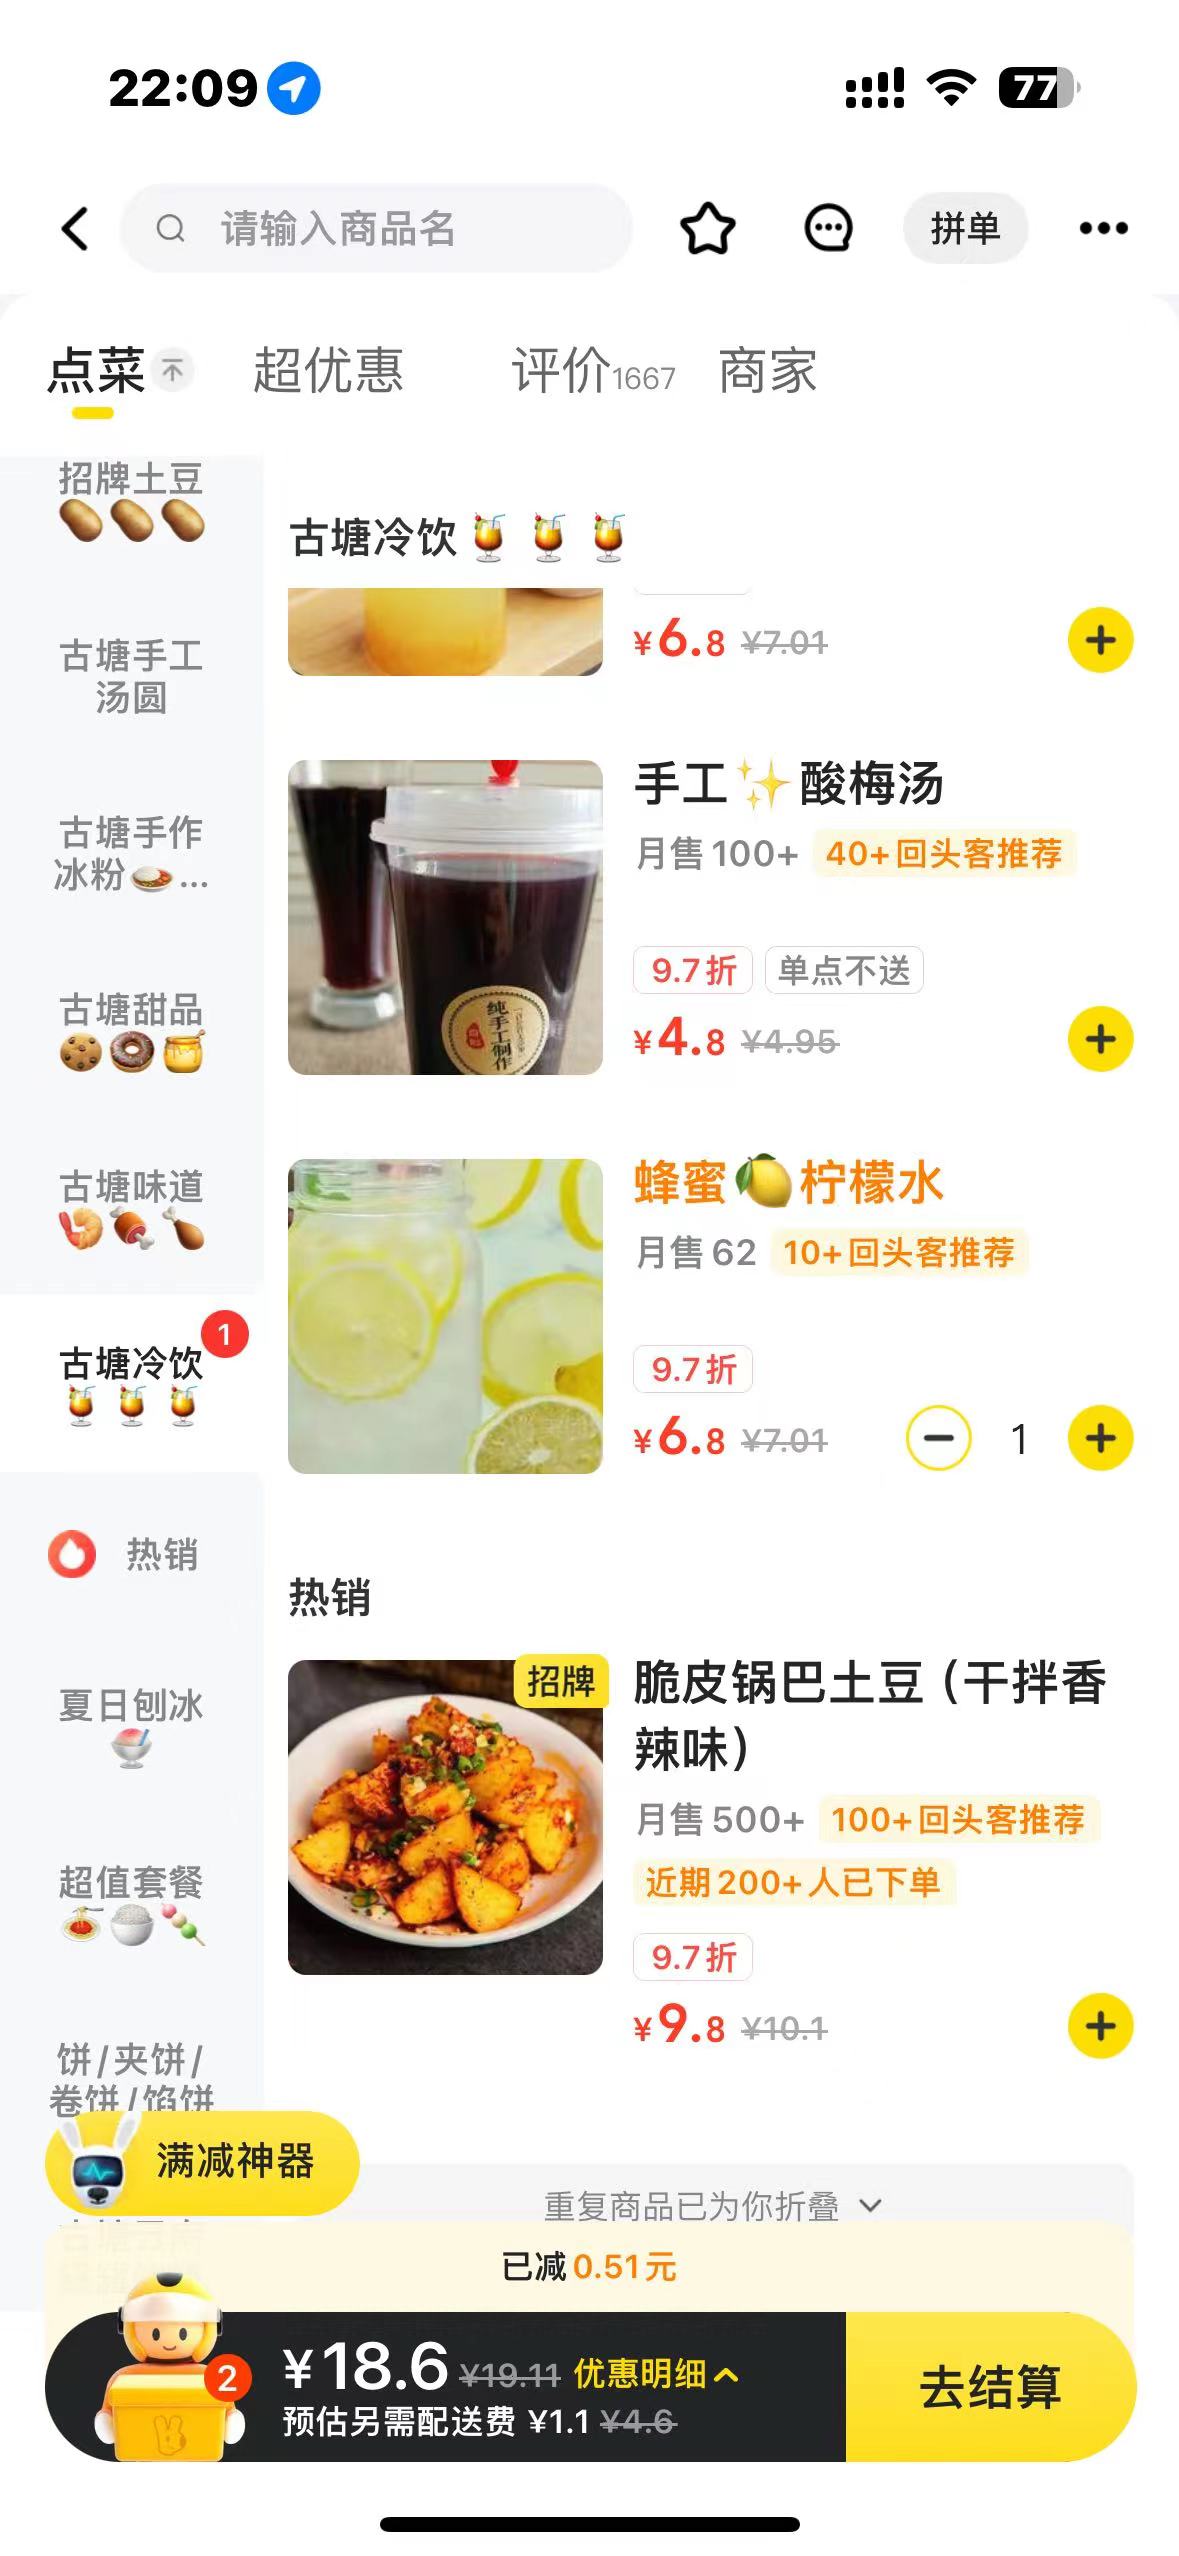 22:09
77
请输入商品名
拼单
点菜
超优惠
评价1667
商家
招牌土豆
古塘手工
汤圆
古塘手作
冰粉...
古塘甜品
古塘味道
古塘冷饮
1
热销
夏日刨冰
超值套餐
饼/夹饼/
卷饼/馅饼
古塘冷饮
¥6.8 ¥7.01
手工✨酸梅汤
月售100+ 40+回头客推荐
9.7折 单点不送
¥4.8 ¥4.95
纯手工制作
蜂蜜🍋柠檬水
月售62 10+回头客推荐
9.7折
¥6.8 ¥7.01
1
热销
招牌
脆皮锅巴土豆（干拌香
辣味）
月售500+ 100+回头客推荐
近期200+人已下单
9.7折
¥9.8 ¥10.1
满减神器
重复商品已为你折叠
已减0.51元
2
¥18.6 ¥19.11 优惠明细
预估另需配送费 ¥1.1 ¥4.6
去结算